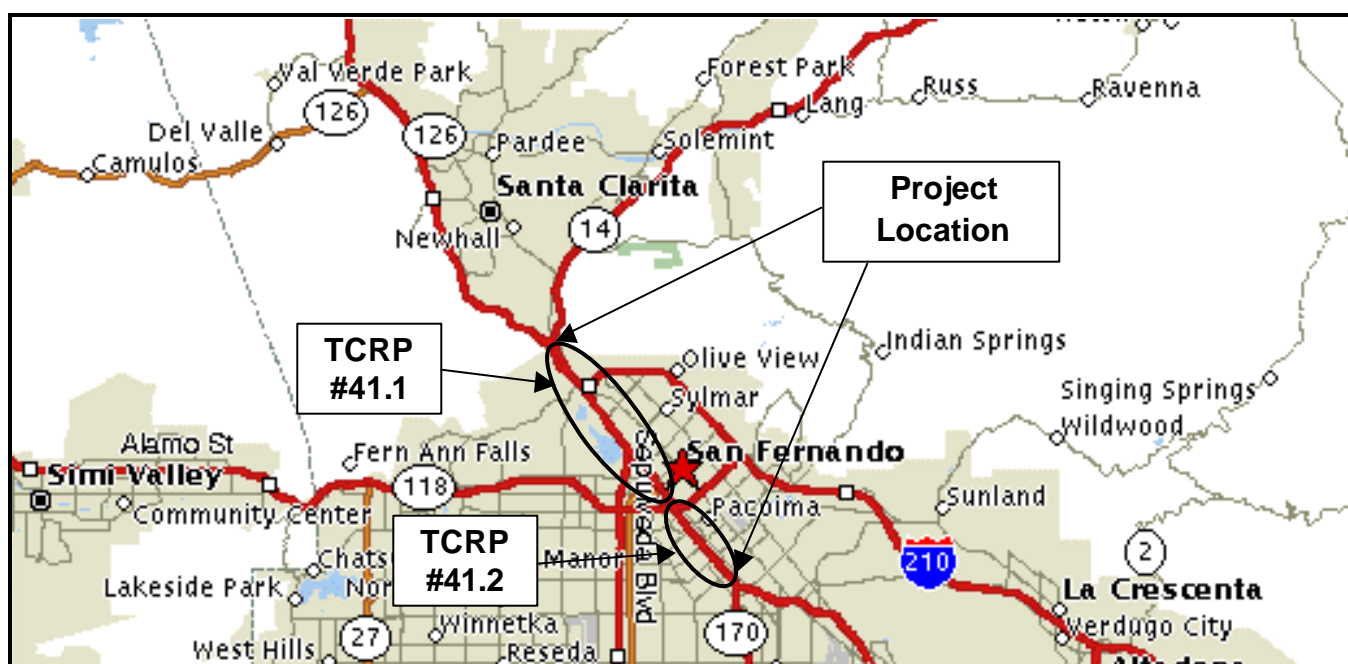 Val Verde Park
Forest Park
Russ
Ravenna
Lang
126
126
Del Valle
Pardee
Solemint
Camulos
Santa Clarita
Project
Location
14
Newhall
TCRP
#41.1
Olive View
Indian Springs
Sylmar
Singing Springs
Wildwood
Alamo St
Fern Ann Falls
San Fernando
Simi Valley
118
Sepulveda Blvd
Sunland
Community Center
Pacoima
TCRP
#41.2
Manor
2
210
Lakeside Park
La Crescenta
27
Winnetka
170
Verdugo City
West Hills
Reseda